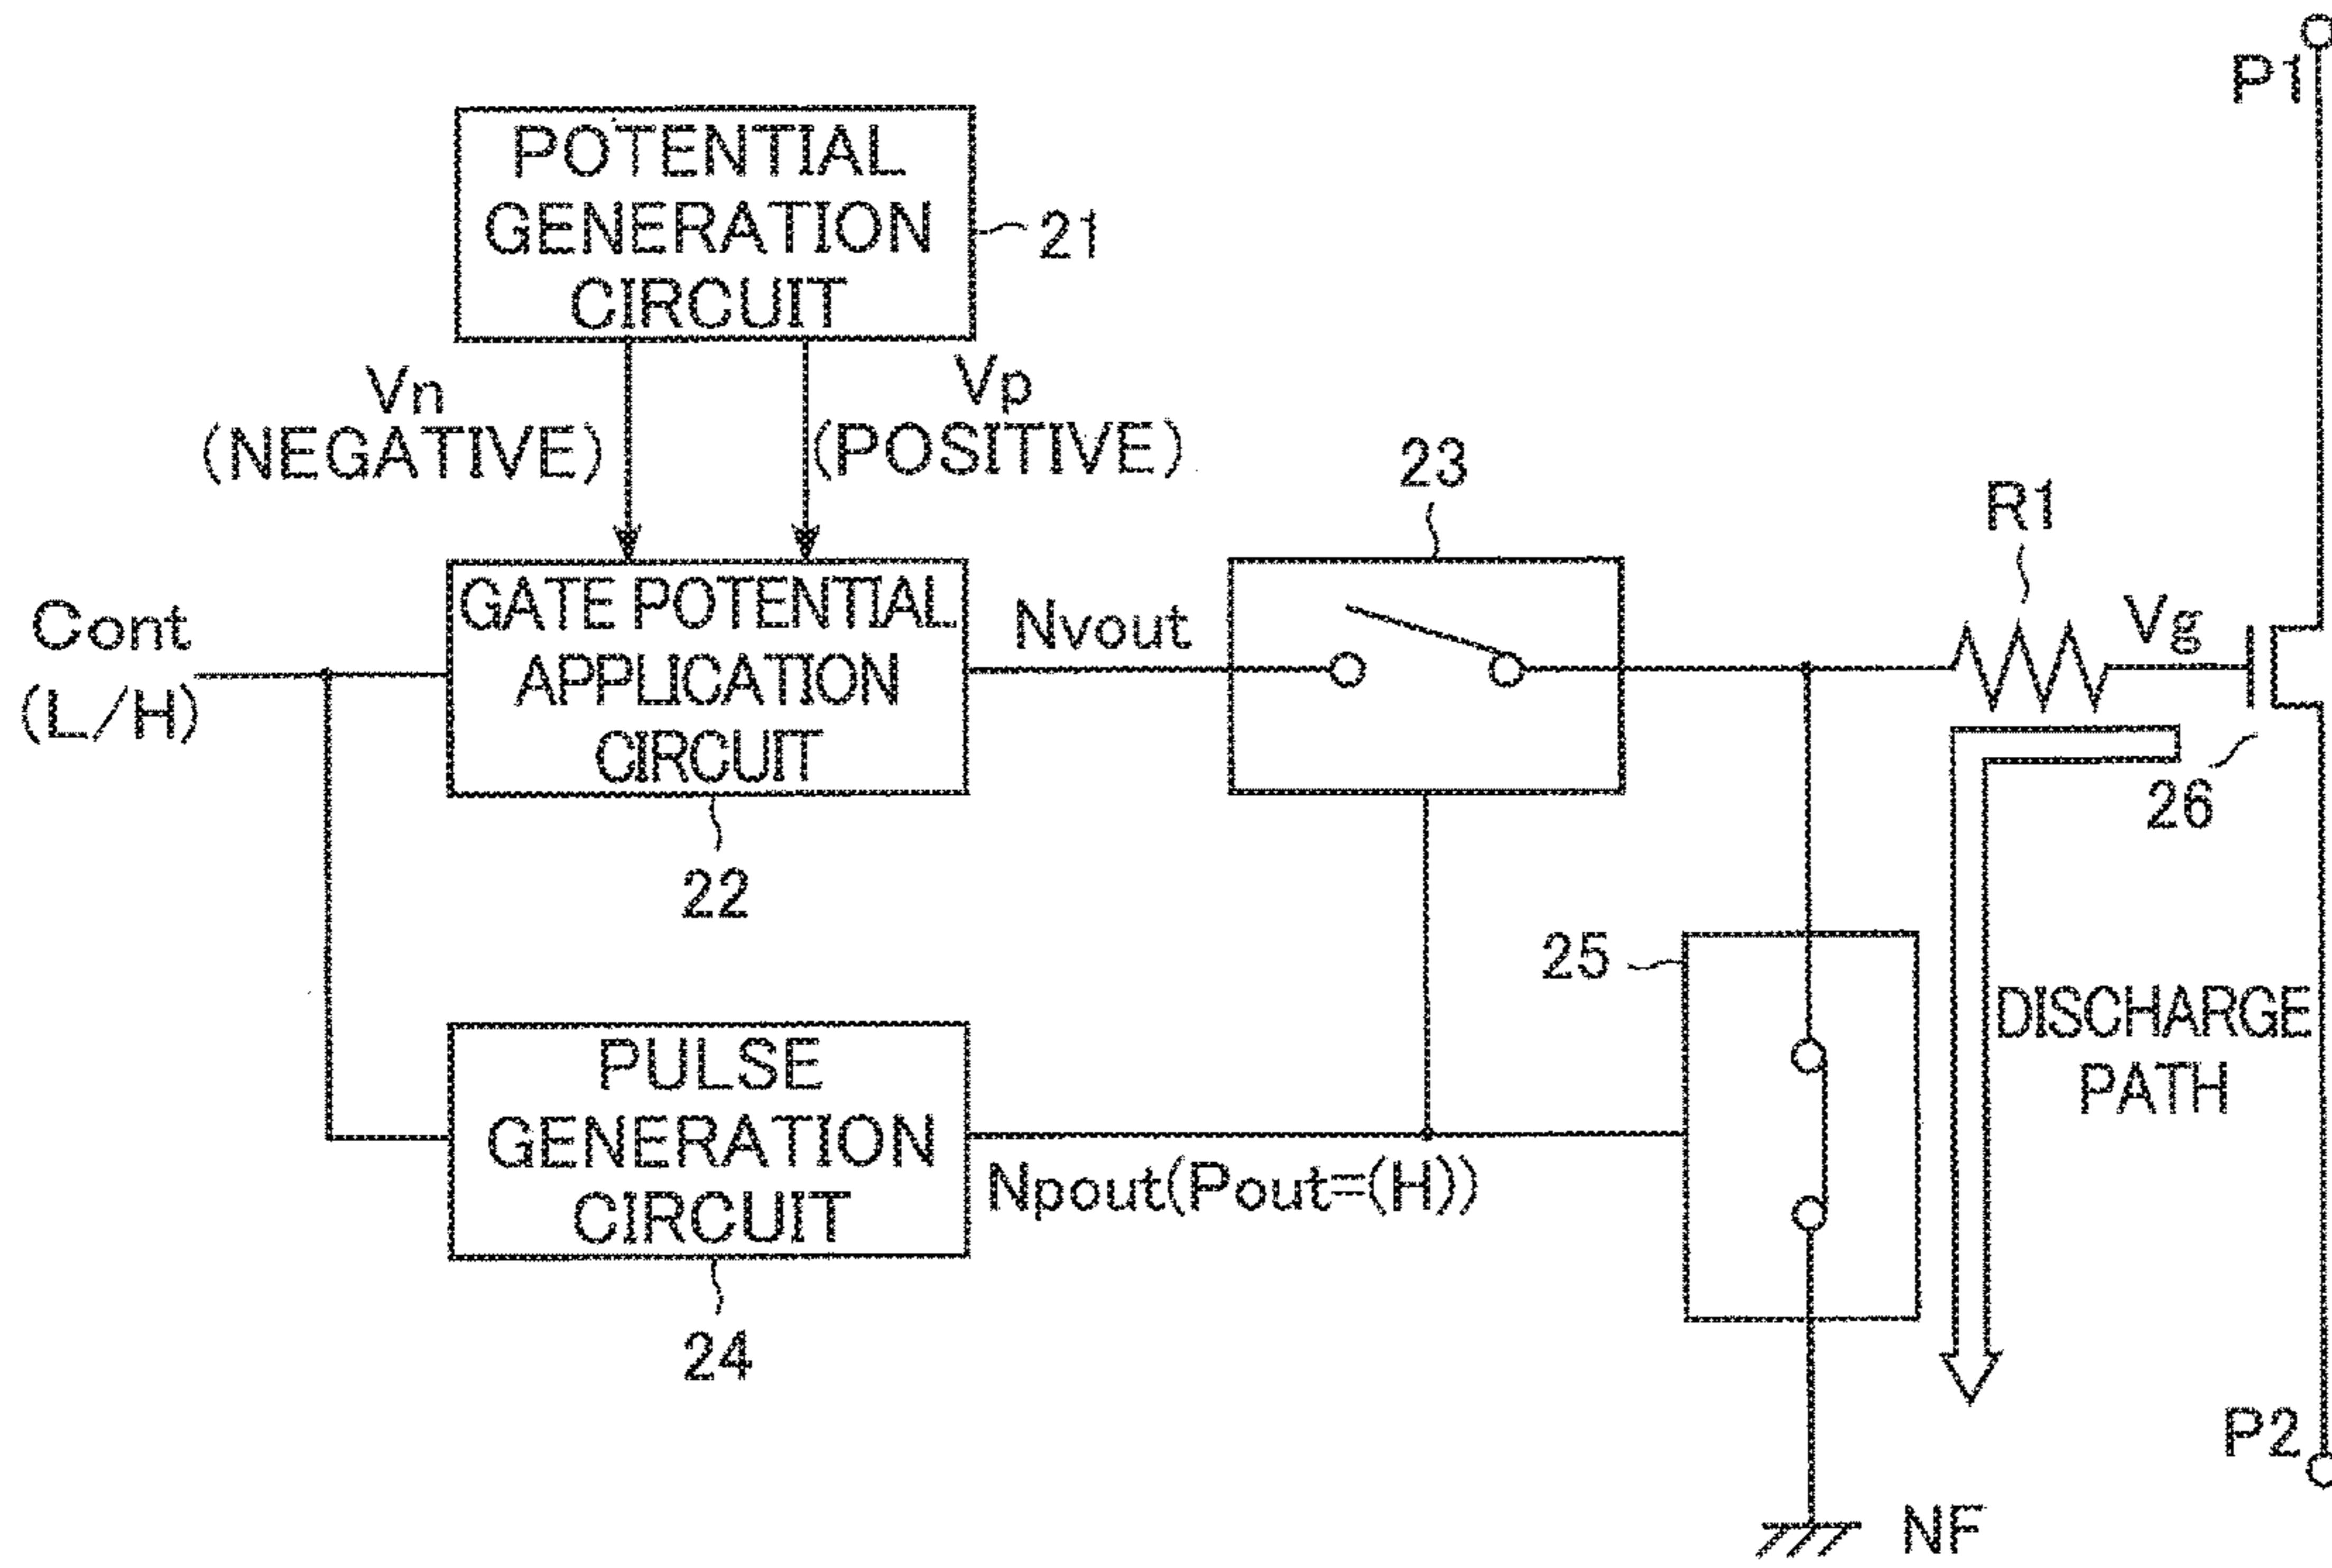 P1
POTENTIAL
GENERATION
CIRCUIT
21
Vn
(NEGATIVE)
Vp
(POSITIVE)
23
R1
Cont
(L/H)
GATE POTENTIAL
APPLICATION
CIRCUIT
Nvout
Vg
26
22
25
DISCHARGE
PATH
PULSE
GENERATION
CIRCUIT
Npout(Pout=(H))
24
P2
NF